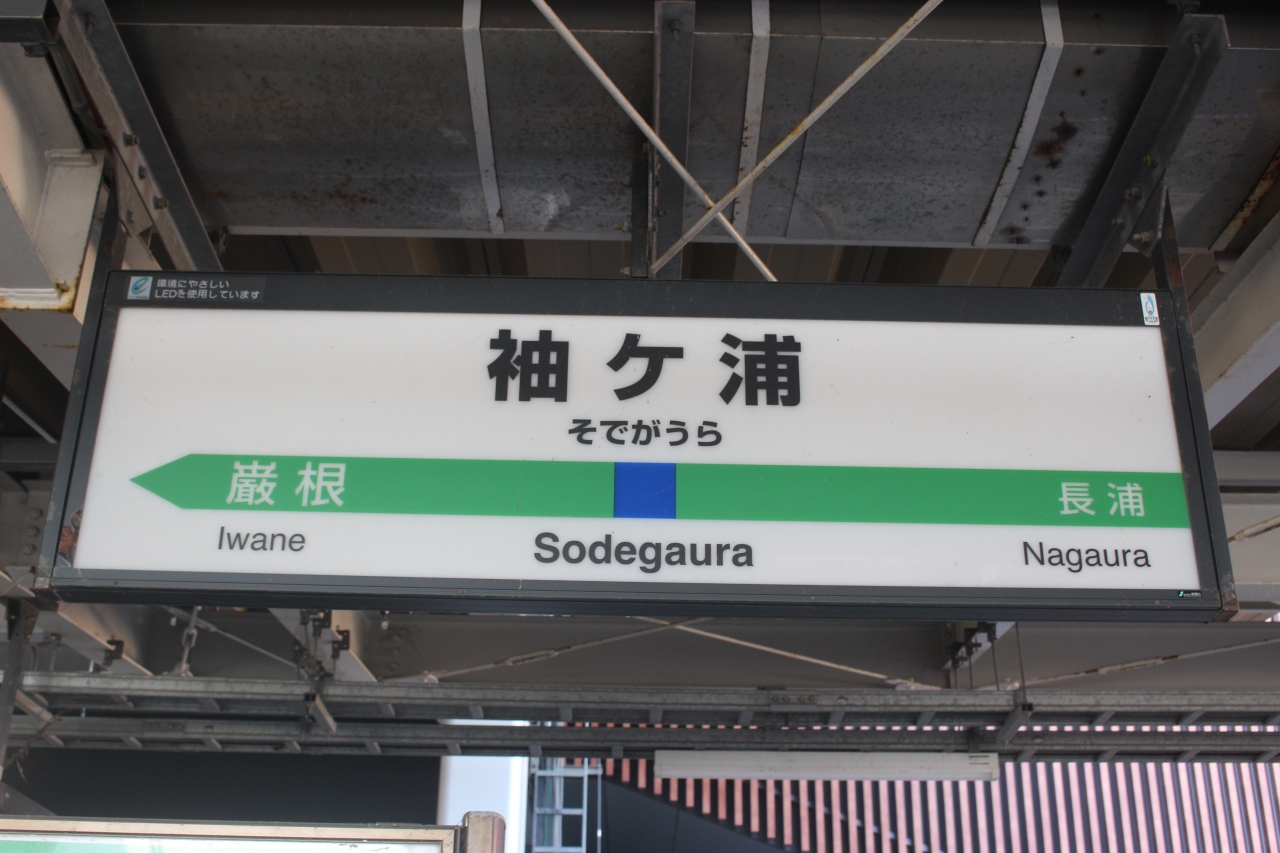 環境にやさしい
LEDを使用しています
袖ケ浦
そでがうら
巌根
長浦
Iwane
Sodegaura
Nagaura